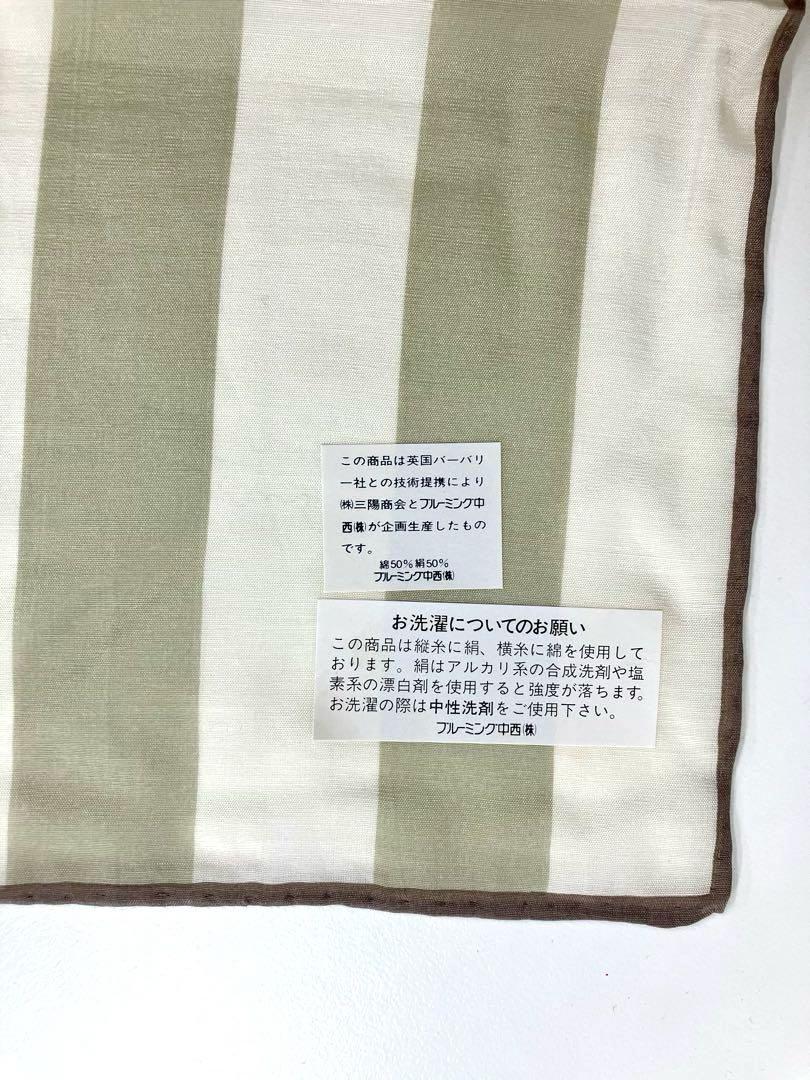 この商品は英国バーバリ
ー社との技術提携により
㈱三陽商会とブルーミング中
西㈱が企画生産したもの
です。
綿50%絹50%
ブルーミング中西㈱
お洗濯についてのお願い
この商品は縦糸に絹、横糸に綿を使用して
おります。絹はアルカリ系の合成洗剤や塩
素系の漂白剤を使用すると強度が落ちます。
お洗濯の際は中性洗剤をご使用下さい。
ブルーミング中西㈱